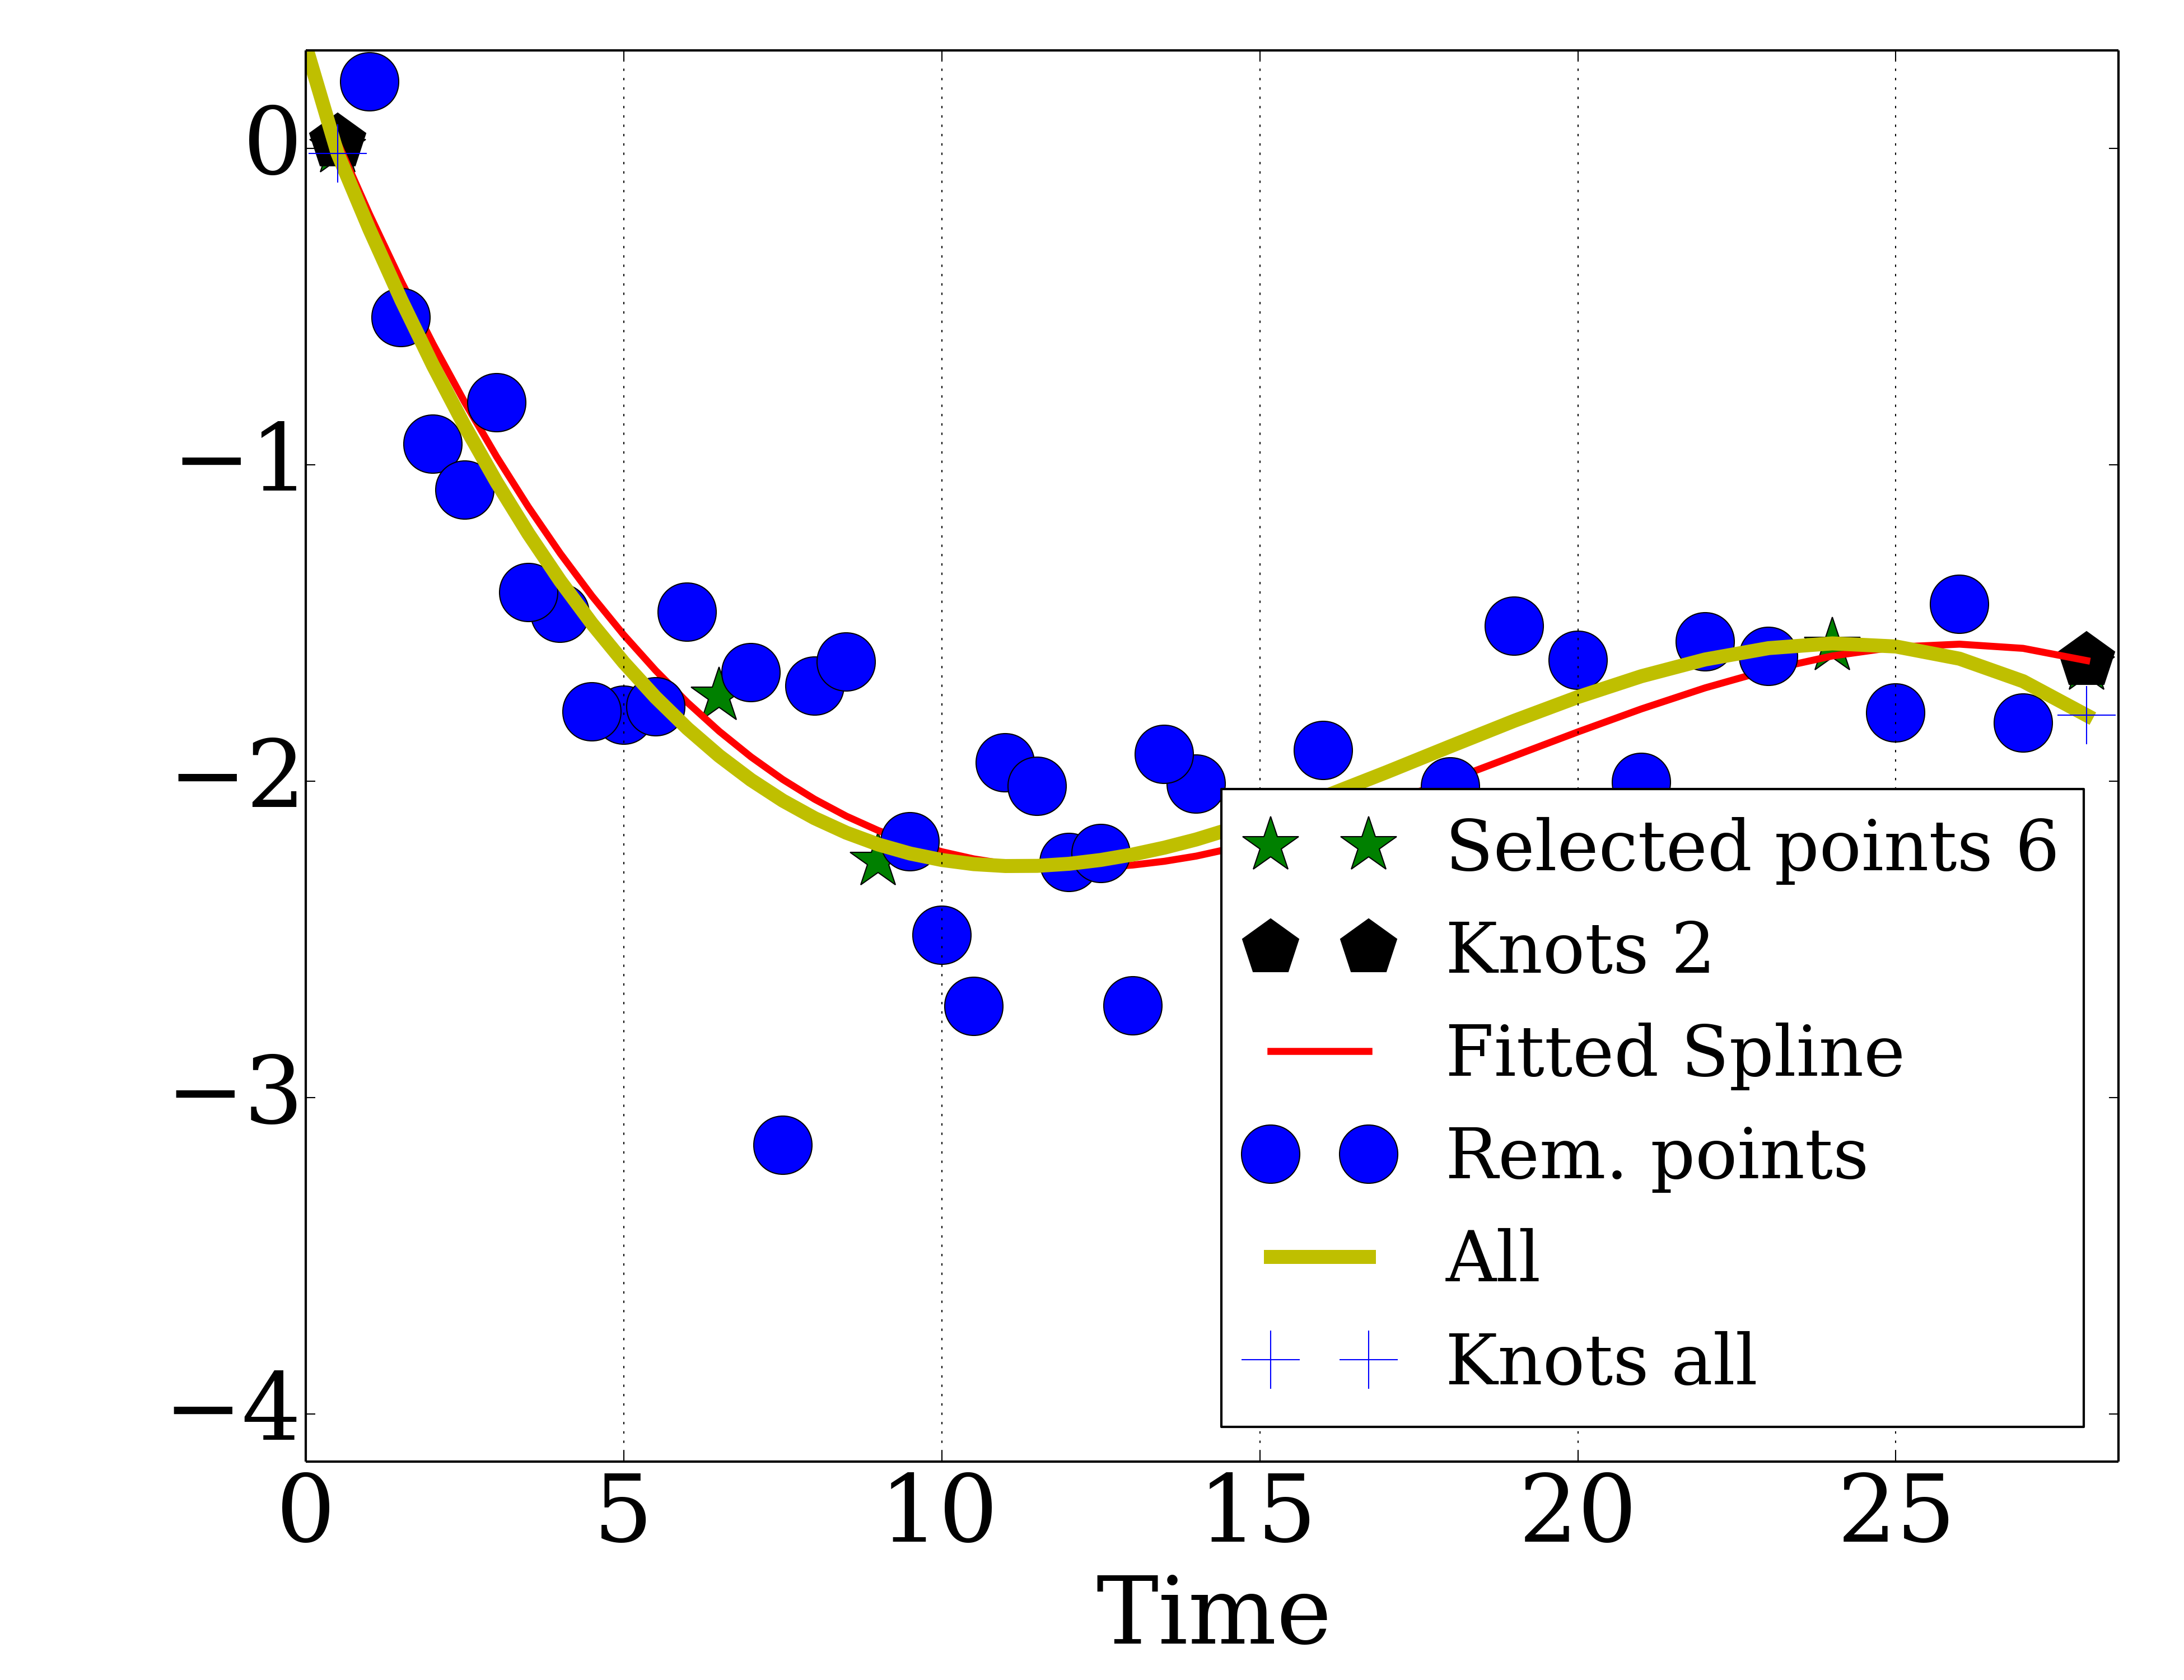 0
−1
−2
−3
−4
Selected points 6
Knots 2
Fitted Spline
Rem. points
All
Knots all
0 5 10 15 20 25
Time